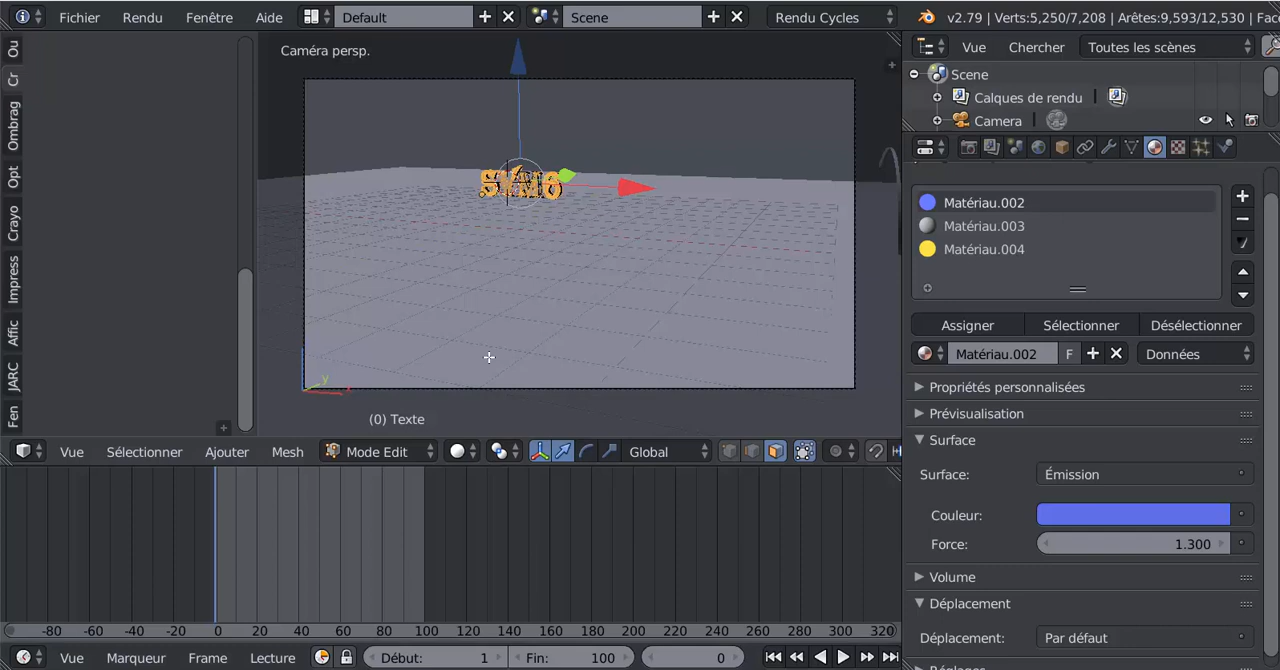 Fichier Rendu Fenêtre Aide Default Scene Rendu Cycles v2.79 | Verts:5,250/7,208 | Arêtes:9,593/12,530 |
Vue Chercher Toutes les scènes
Scene
Calques de rendu
Camera
Ou
Cr
Ombrag
Opt
Crayo
Impress
Affic
JARC
Fen
Caméra persp.
y
(0) Texte
Matériau.002
Matériau.003
Matériau.004
Assigner Sélectionner Désélectionner
Matériau.002 F Données
Propriétés personnalisées
Prévisualisation
Surface
Surface: Émission
Couleur:
Force: 1.300
Volume
Déplacement
Déplacement: Par défaut
Vue Sélectionner Ajouter Mesh Mode Edit Global
-80 -60 -40 -20 0 20 40 60 80 100 120 140 160 180 200 220 240 260 280 300 320
Vue Marqueur Frame Lecture Début: 1 Fin: 100 0